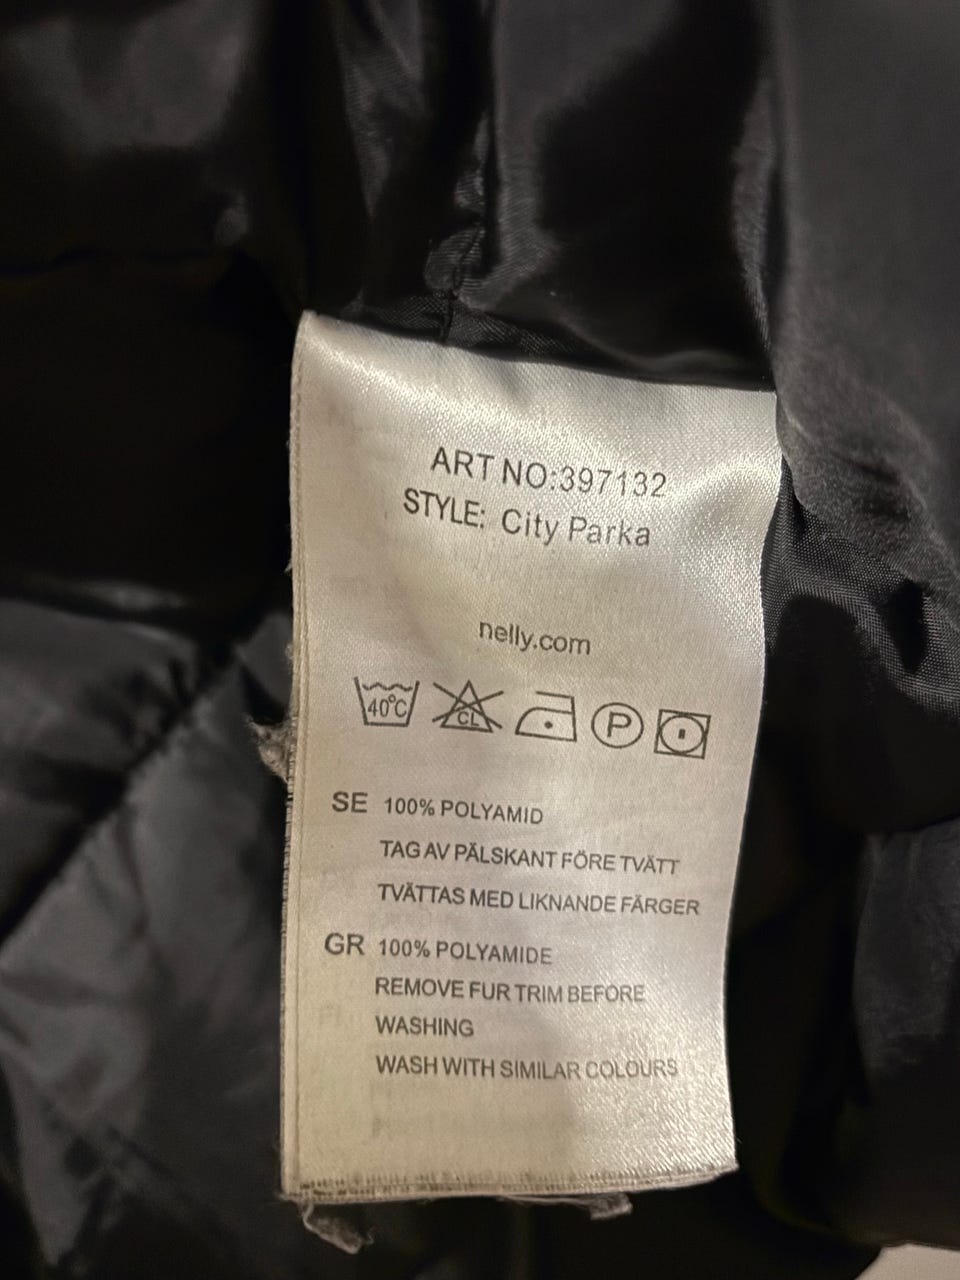 ART NO:397132
STYLE: City Parka
nelly.com
40°C CL P
SE 100% POLYAMID
TAG AV PÄLSKANT FÖRE TVÄTT
TVÄTTAS MED LIKNANDE FÄRGER
GR 100% POLYAMIDE
REMOVE FUR TRIM BEFORE
WASHING
WASH WITH SIMILAR COLOURS